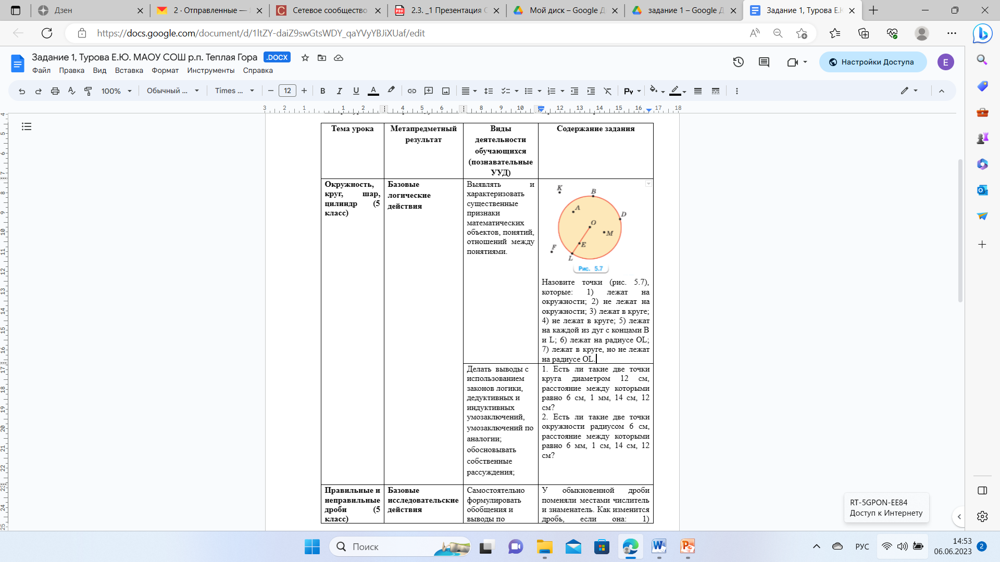 Дзен
2 · Отправленные —
Сетевое сообщество
2.3. _1 Презентация
Мой диск – Google Д
задание 1 – Google Д
Задание 1, Турова Е.Ю
https://docs.google.com/document/d/1ltZY-daiZ9swGtsWDY_qaYVyYBJiXUaf/edit
Задание 1, Турова Е.Ю. МАОУ СОШ р.п. Теплая Гора .DOCX
Файл Правка Вид Вставка Формат Инструменты Справка
Настройки Доступа
E
100% Обычный ... Times ... 12
3 2 1 1 2 4 5 6 8 9 10 12 13 14 15 16 17 18
Тема урока
Метапредметный
результат
Виды
деятельности
обучающихся
(познавательные
УУД)
Содержание задания
Окружность,
круг, шар,
цилиндр (5
класс)
Базовые
логические
действия
Выявлять и
характеризовать
существенные
признаки
математических
объектов, понятий,
отношений между
понятиями.
K
B
A
D
O
M
E
F
L
Рис. 5.7
Назовите точки (рис. 5.7),
которые: 1) лежат на
окружности; 2) не лежат на
окружности; 3) лежат в круге;
4) не лежат в круге; 5) лежат
на каждой из дуг с концами B
и L; 6) лежат на радиусе OL;
7) лежат в круге, но не лежат
на радиусе OL.
Делать выводы с
использованием
законов логики,
дедуктивных и
индуктивных
умозаключений,
умозаключений по
аналогии;
обосновывать
собственные
рассуждения;
1. Есть ли такие две точки
круга диаметром 12 см,
расстояние между которыми
равно 6 см, 1 мм, 14 см, 12
см?
2. Есть ли такие две точки
окружности радиусом 6 см,
расстояние между которыми
равно 6 мм, 1 см, 14 см, 12
см?
Правильные и
неправильные
дроби (5
класс)
Базовые
исследовательские
действия
Самостоятельно
формулировать
обобщения и
выводы по
У обыкновенной дроби
поменяли местами числитель
и знаменатель. Как изменится
дробь, если она: 1)
RT-5GPON-EE84
Доступ к Интернету
Поиск
РУС
14:53
06.06.2023
2